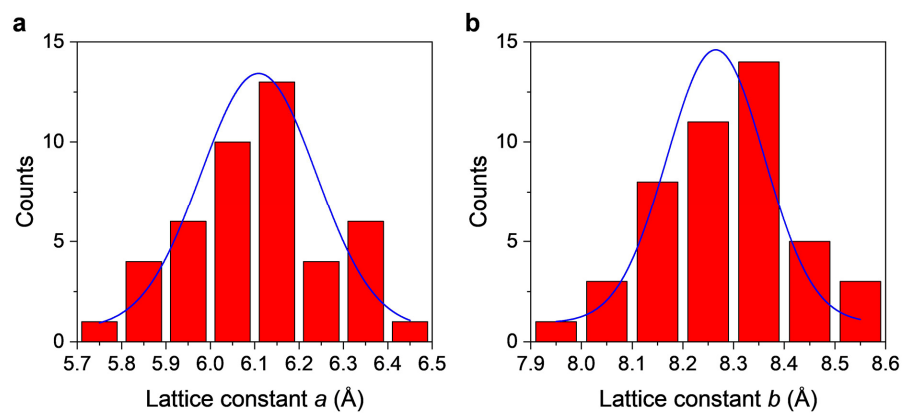 a
15
10
5
0
Counts
5.7 5.8 5.9 6.0 6.1 6.2 6.3 6.4 6.5
Lattice constant a (Å)
b
15
10
5
0
Counts
7.9 8.0 8.1 8.2 8.3 8.4 8.5 8.6
Lattice constant b (Å)